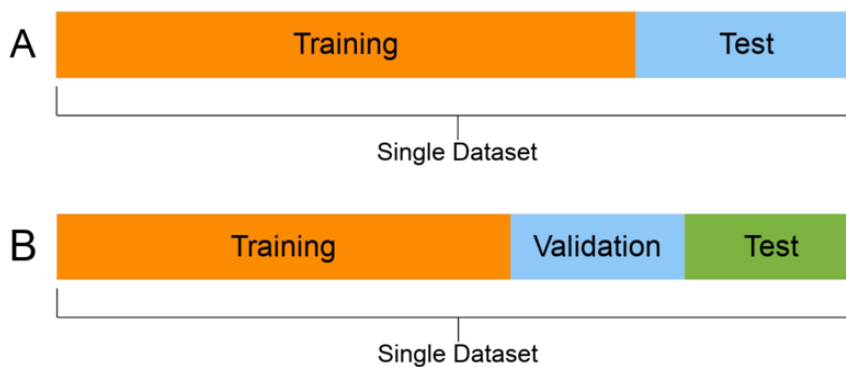 A Training Test
Single Dataset
B Training Validation Test
Single Dataset